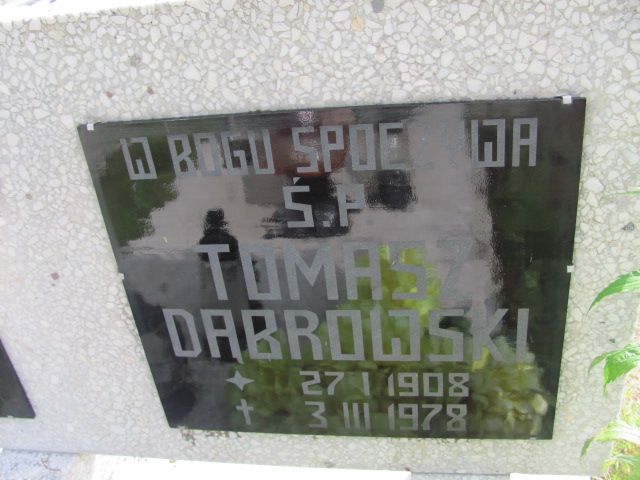 W BOGU SPOCZYWA
Ś.P
TOMASZ
DĄBROWSKI
27 I 1908
✝ 3 III 1978